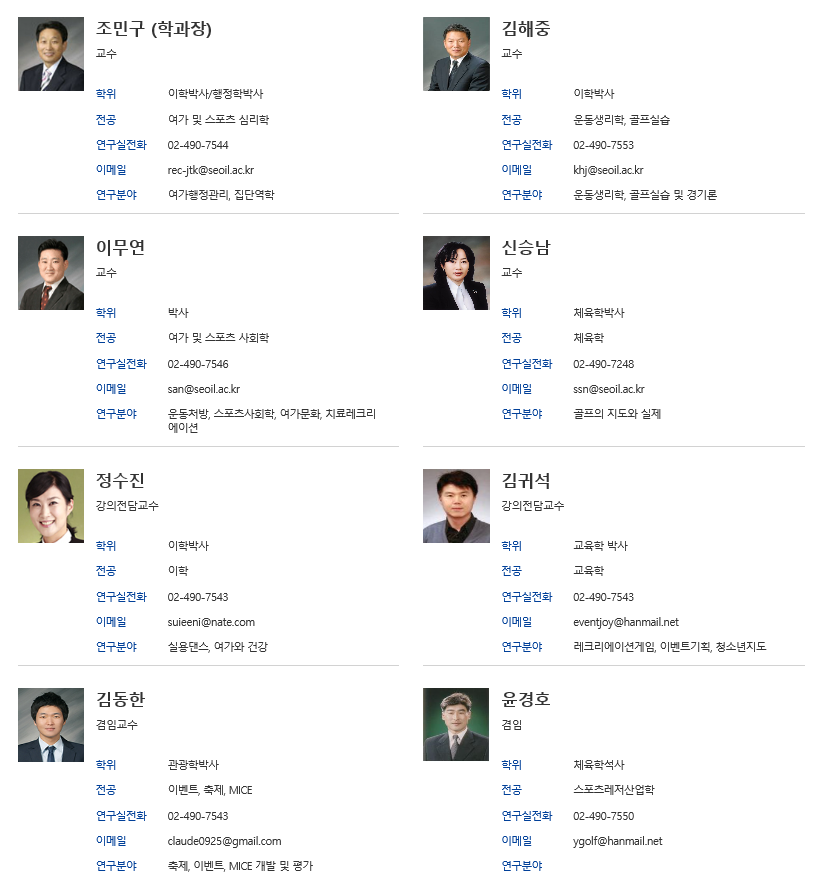 조민구 (학과장)
교수
학위 이학박사/행정학박사
전공 여가 및 스포츠 심리학
연구실전화 02-490-7544
이메일 rec-jtk@seoil.ac.kr
연구분야 여가행정관리, 집단역학
김해중
교수
학위 이학박사
전공 운동생리학, 골프실습
연구실전화 02-490-7553
이메일 khj@seoil.ac.kr
연구분야 운동생리학, 골프실습 및 경기론
이무연
교수
학위 박사
전공 여가 및 스포츠 사회학
연구실전화 02-490-7546
이메일 san@seoil.ac.kr
연구분야 운동처방, 스포츠사회학, 여가문화, 치료레크리
에이션
신승남
교수
학위 체육학박사
전공 체육학
연구실전화 02-490-7248
이메일 ssn@seoil.ac.kr
연구분야 골프의 지도와 실제
정수진
강의전담교수
학위 이학박사
전공 이학
연구실전화 02-490-7543
이메일 suieeni@nate.com
연구분야 실용댄스, 여가와 건강
김귀석
강의전담교수
학위 교육학 박사
전공 교육학
연구실전화 02-490-7543
이메일 eventjoy@hanmail.net
연구분야 레크리에이션게임, 이벤트기획, 청소년지도
김동한
겸임교수
학위 관광학박사
전공 이벤트, 축제, MICE
연구실전화 02-490-7543
이메일 claude0925@gmail.com
연구분야 축제, 이벤트, MICE 개발 및 평가
윤경호
겸임
학위 체육학석사
전공 스포츠레저산업학
연구실전화 02-490-7550
이메일 ygolf@hanmail.net
연구분야